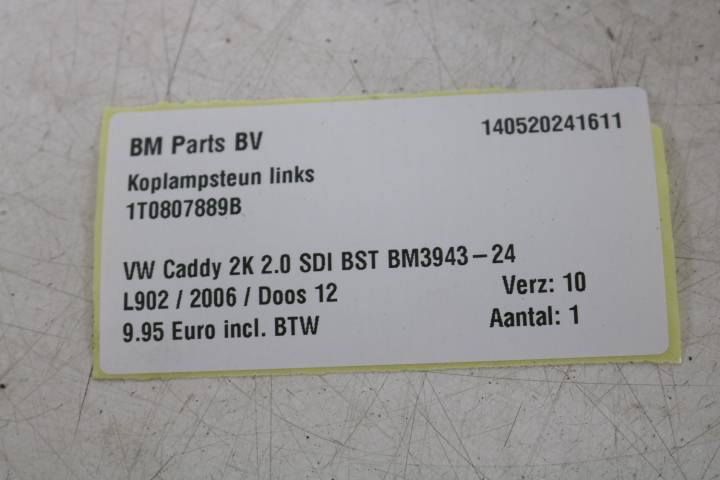 BM Parts BV
140520241611
Koplampsteun links
1T0807889B
VW Caddy 2K 2.0 SDI BST BM3943-24
L902 / 2006 / Doos 12 Verz: 10
9.95 Euro incl. BTW Aantal: 1